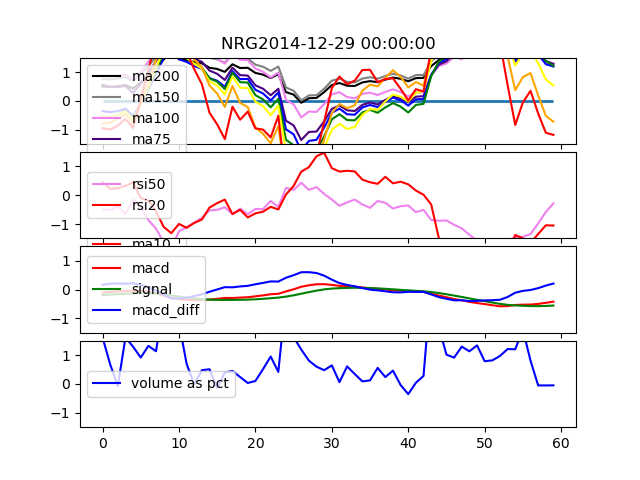 NRG2014-12-29 00:00:00
1
0
−1
ma200
ma150
ma100
ma75
1
0
−1
rsi50
rsi20
ma10
1
0
−1
macd
signal
macd_diff
1
0
−1
volume as pct
0 10 20 30 40 50 60